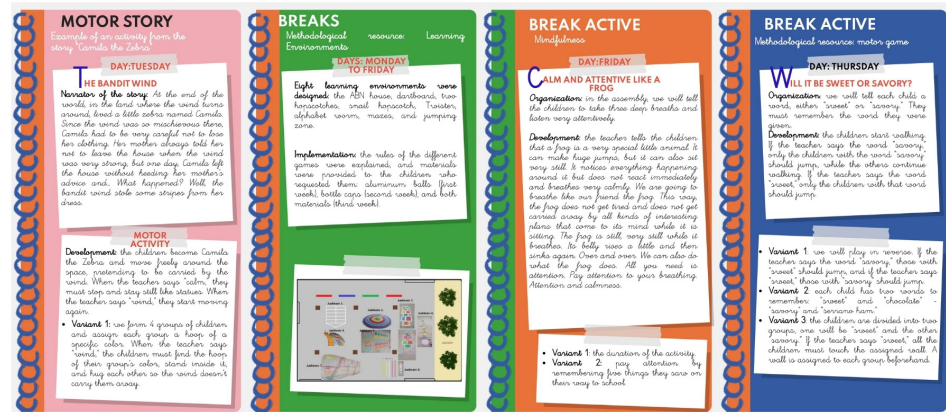 MOTOR STORY
Example of an activity from the
story "Camila the Zebra"
DAY:TUESDAY
THE BANDIT WIND
Narrator of the story: At the end of the
world, in the land where the wind turns
around, lived a little zebra named Camila.
Since the wind was so mischievous there,
Camila had to be very careful not to lose
her clothing. Her mother always told her
not to leave the house when the wind
was very strong, but one day, Camila left
the house without heeding her mother's
advice and... What happened? Well, the
bandit wind stole some stripes from her
dress.
MOTOR
ACTIVITY
Development: the children become Camila
the Zebra and move freely around the
space, pretending to be carried by the
wind. When the teacher says "calm," they
must stop and stay still like statues. When
the teacher says "wind," they start moving
again.
• Variant 1: we form 4 groups of children
and assign each group a hoop of a
specific color. When the teacher says
"wind," the children must find the hoop
of their group's color, stand inside it,
and hug each other so the wind doesn't
carry them away.
BREAKS
Methodological resource: Learning
Environments
DAYS: MONDAY
TO FRIDAY
Eight learning environments were
designed: the ABN house, dartboard, two
hopscotches, snail hopscotch, Twister,
alphabet worm, mazes, and jumping
zone.
Implementation: the rules of the different
games were explained, and materials
were provided to the children who
requested them: aluminum balls (first
week), bottle caps (second week), and both
materials (third week).
BREAK ACTIVE
Mindfulness
DAY:FRIDAY
CALM AND ATTENTIVE LIKE A
FROG
Organization: in the assembly, we will tell
the children to take three deep breaths and
listen very attentively.
Development: the teacher tells the children
that a frog is a very special little animal. It
can make huge jumps, but it can also sit
very still. It notices everything happening
around it but does not react immediately
and breathes very calmly. We are going to
breathe like our friend the frog. This way,
the frog does not get tired and does not get
carried away by all kinds of interesting
plans that come to its mind while it is
sitting. The frog is still, very still while it
breathes. Its belly rises a little and then
sinks again. Over and over. We can also do
what the frog does. All you need is
attention. Pay attention to your breathing.
Attention and calmness.
• Variant 1: the duration of the activity.
• Variant 2: pay attention by
remembering five things they saw on
their way to school.
BREAK ACTIVE
Methodological resource: motor game
DAY: THURSDAY
WILL IT BE SWEET OR SAVORY?
Organization: we will tell each child a
word, either "sweet" or "savory." They
must remember the word they were
given.
Development: the children start walking.
If the teacher says the word "savory,"
only the children with the word "savory"
should jump, while the others continue
walking. If the teacher says the word
"sweet," only the children with that word
should jump.
• Variant 1: we will play in reverse. If the
teacher says the word "savory," those with
"sweet" should jump, and if the teacher says
"sweet," those with "savory" should jump.
• Variant 2: each child has two words to
remember: "sweet" and "chocolate" -
"savory" and "serrano ham."
• Variant 3: the children are divided into two
groups, one will be "sweet" and the other
"savory." If the teacher says "sweet," all the
children must touch the assigned wall. A
wall is assigned to each group beforehand.